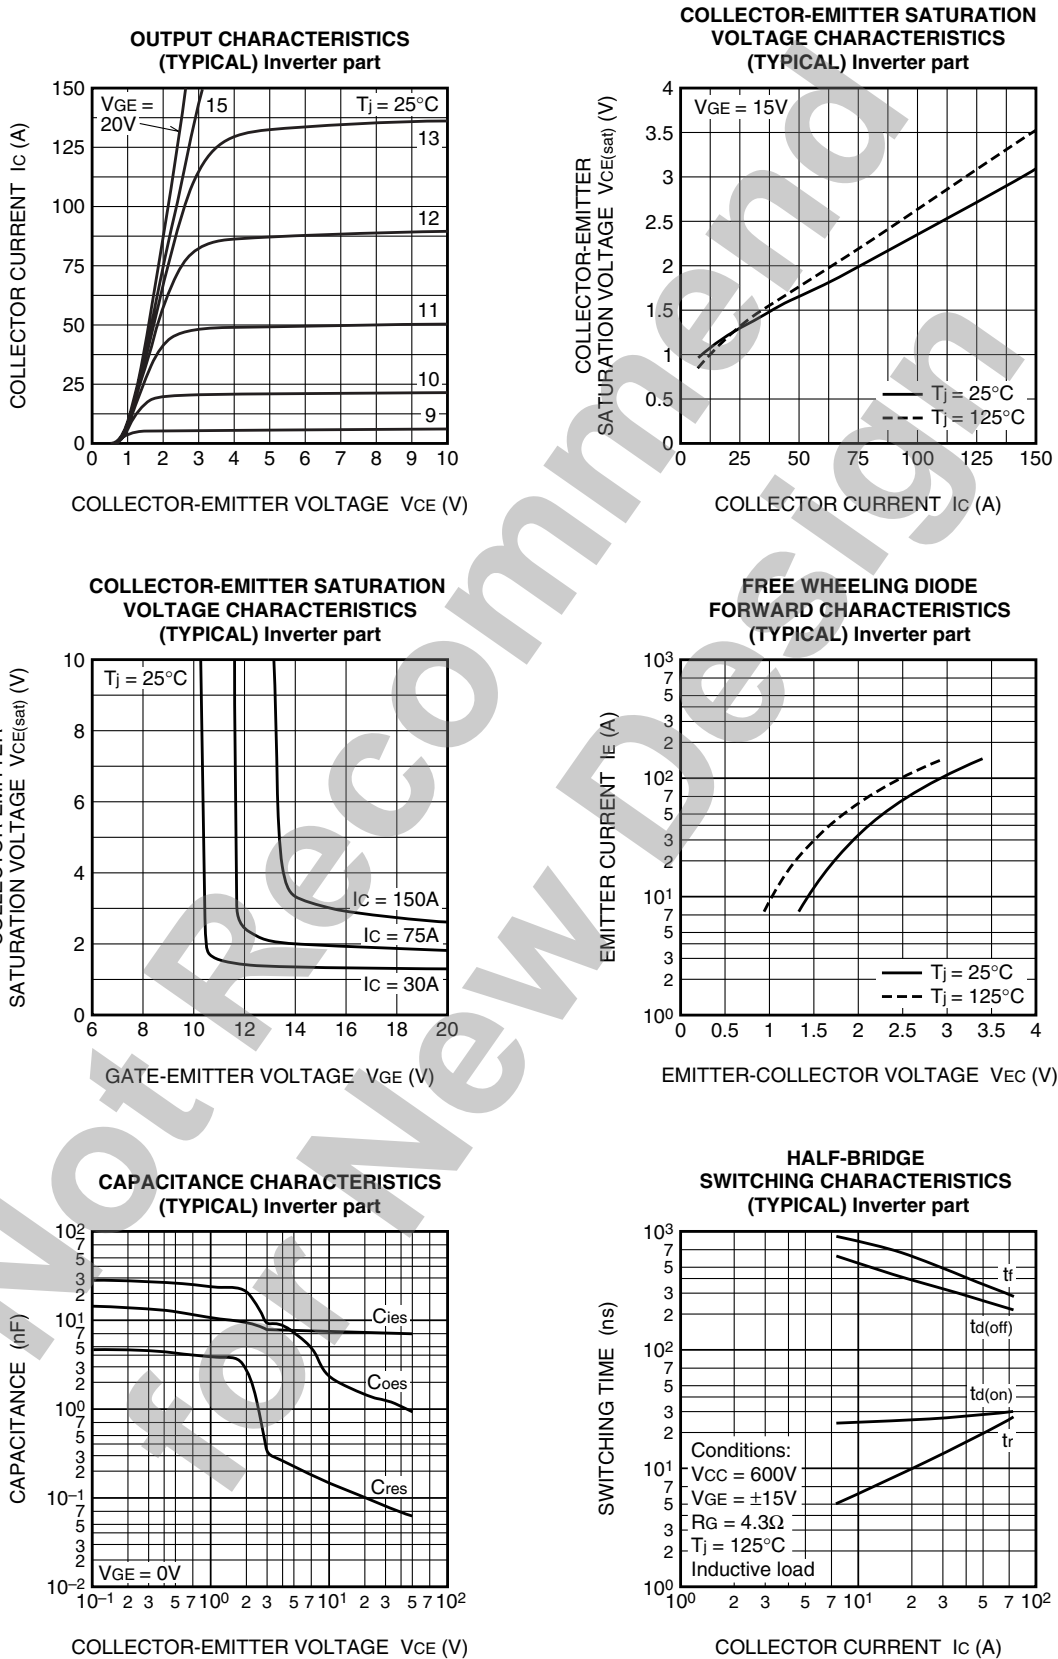 OUTPUT CHARACTERISTICS
(TYPICAL) Inverter part
COLLECTOR CURRENT IC (A)
150
125
100
75
50
25
0
VGE =
20V
15
Tj = 25°C
13
12
11
10
9
0 1 2 3 4 5 6 7 8 9 10
COLLECTOR-EMITTER VOLTAGE VCE (V)
COLLECTOR-EMITTER SATURATION
VOLTAGE CHARACTERISTICS
(TYPICAL) Inverter part
COLLECTOR-EMITTER
SATURATION VOLTAGE VCE(sat) (V)
4
3.5
3
2.5
2
1.5
1
0.5
0
VGE = 15V
Tj = 25°C
Tj = 125°C
0 25 50 75 100 125 150
COLLECTOR CURRENT IC (A)
COLLECTOR-EMITTER SATURATION
VOLTAGE CHARACTERISTICS
(TYPICAL) Inverter part
SATURATION VOLTAGE VCE(sat) (V)
10
8
6
4
2
0
Tj = 25°C
IC = 150A
IC = 75A
IC = 30A
6 8 10 12 14 16 18 20
GATE-EMITTER VOLTAGE VGE (V)
FREE WHEELING DIODE
FORWARD CHARACTERISTICS
(TYPICAL) Inverter part
EMITTER CURRENT IE (A)
10³
7
5
3
2
10²
7
5
3
2
10¹
7
5
3
2
10⁰
Tj = 25°C
Tj = 125°C
0 0.5 1 1.5 2 2.5 3 3.5 4
EMITTER-COLLECTOR VOLTAGE VEC (V)
CAPACITANCE CHARACTERISTICS
(TYPICAL) Inverter part
CAPACITANCE (nF)
10²
7
5
3
2
10¹
7
5
3
2
10⁰
7
5
3
2
10⁻¹
7
5
3
2
10⁻²
Cies
Coes
Cres
VGE = 0V
10⁻¹ 2 3 5 7 10⁰ 2 3 5 7 10¹ 2 3 5 7 10²
COLLECTOR-EMITTER VOLTAGE VCE (V)
HALF-BRIDGE
SWITCHING CHARACTERISTICS
(TYPICAL) Inverter part
SWITCHING TIME (ns)
10³
7
5
3
2
10²
7
5
3
2
10¹
7
5
3
2
10⁰
tf
td(off)
td(on)
tr
Conditions:
VCC = 600V
VGE = ±15V
RG = 4.3Ω
Tj = 125°C
Inductive load
10⁰ 2 3 5 7 10¹ 2 3 5 7 10²
COLLECTOR CURRENT IC (A)
Not Recommend
for New Design